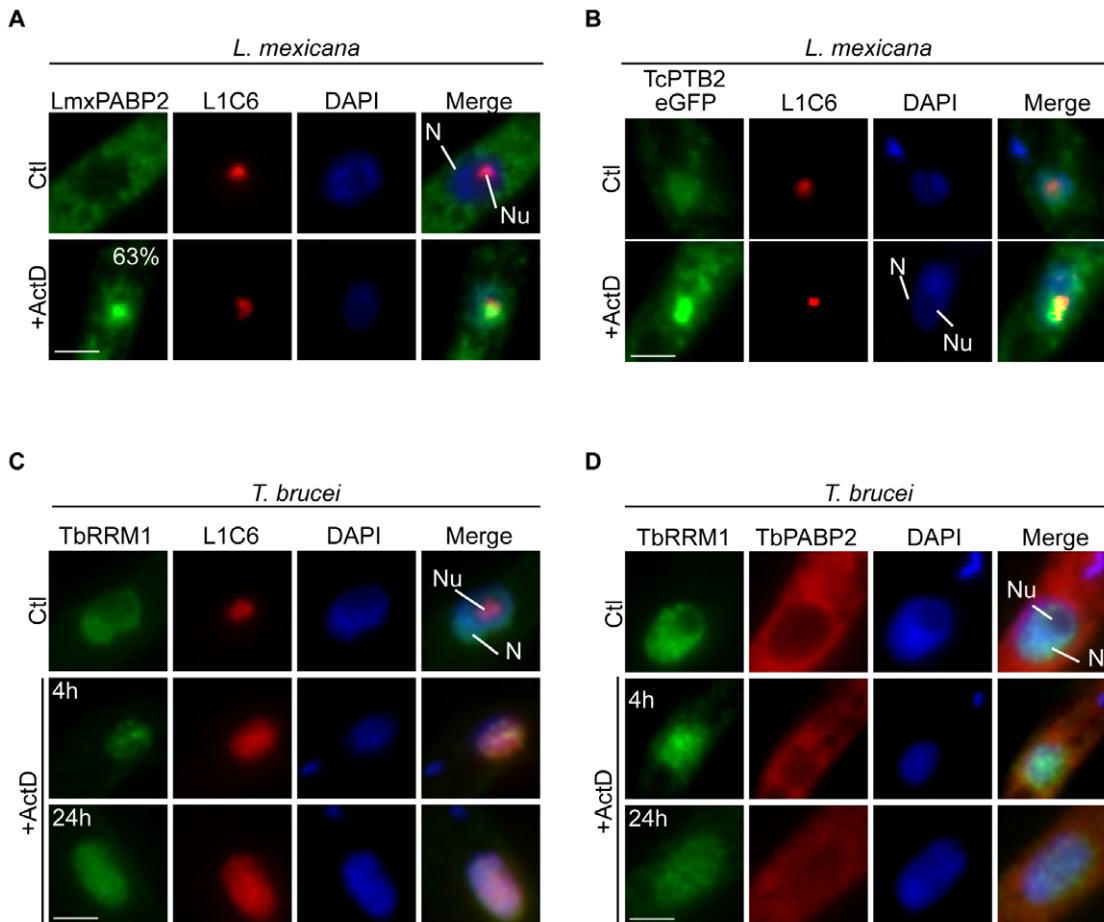 A
L. mexicana
LmxPABP2 L1C6 DAPI Merge
Ctl
N
Nu
+ActD
63%
B
L. mexicana
TcPTB2
eGFP L1C6 DAPI Merge
Ctl
+ActD
N
Nu
C
T. brucei
TbRRM1 L1C6 DAPI Merge
Ctl
Nu
N
+ActD
4h
24h
D
T. brucei
TbRRM1 TbPABP2 DAPI Merge
Ctl
Nu
N
+ActD
4h
24h